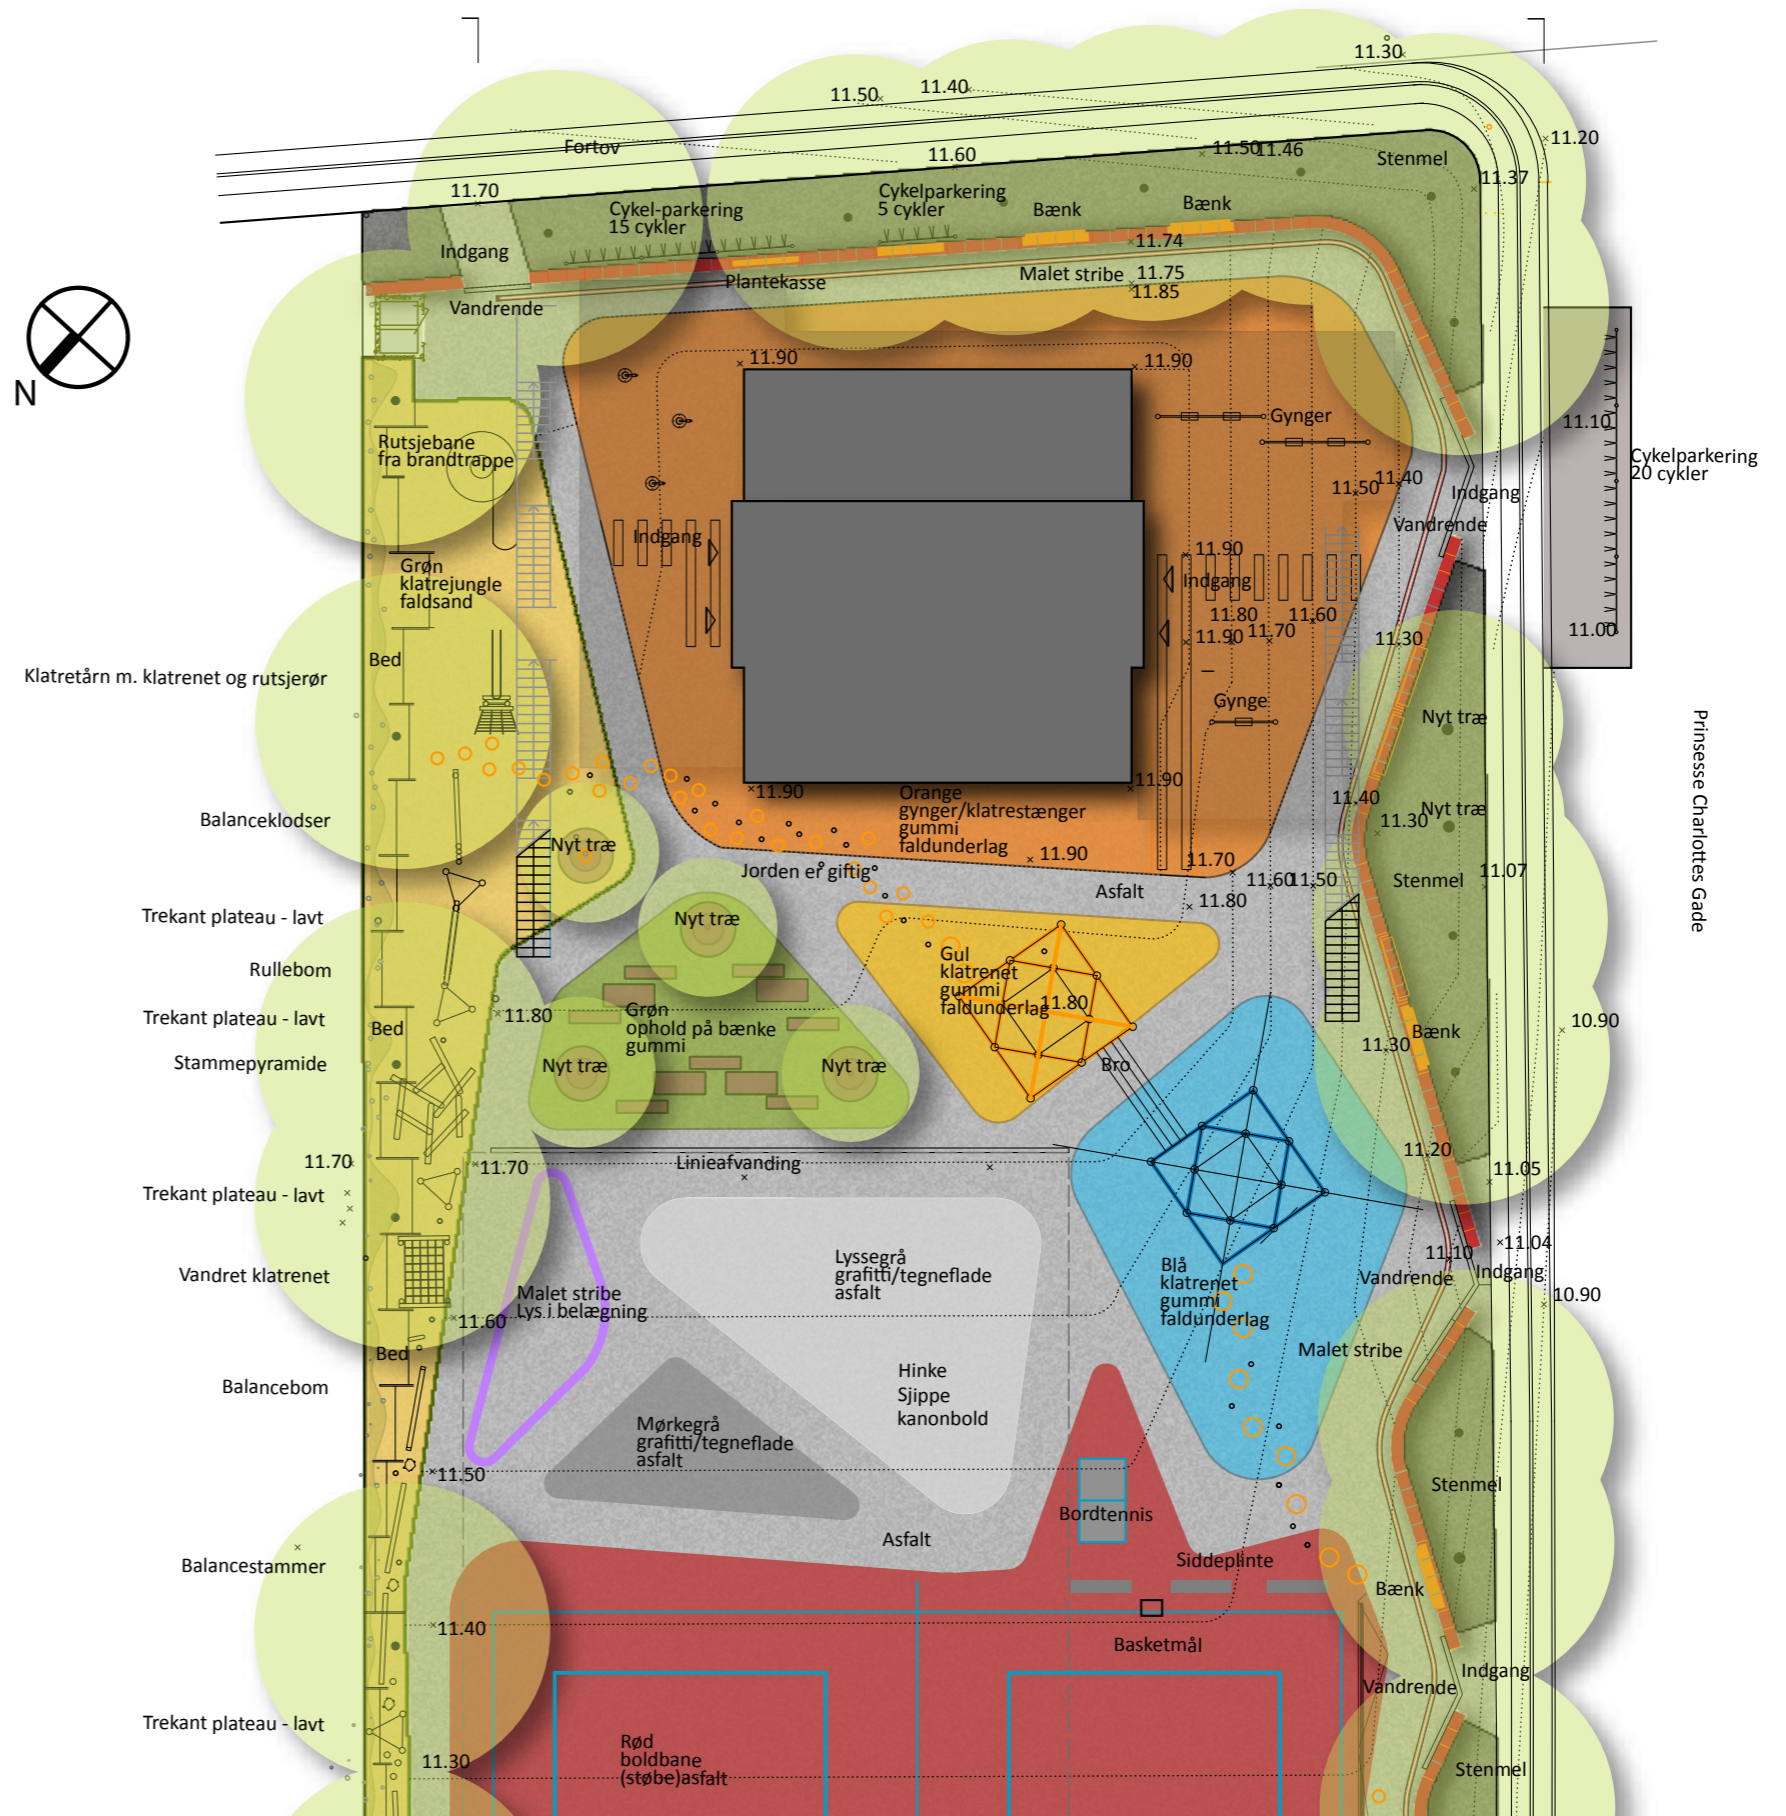 11.30
11.50
11.40
11.20
Fortov
11.60
11.50
11.46
Stenmel
11.37
11.70
Cykel-parkering
15 cykler
Cykelparkering
5 cykler
Bænk
Bænk
Indgang
11.74
Plantekasse
Malet stribe
11.75
11.85
Vandrende
N
11.90
11.90
Gynger
11.10
Rutsjebane
fra brandtrappe
Cykelparkering
20 cykler
11.50
11.40
Indgang
Vandrende
Indgang
11.90
Grøn
klatrejungle
faldsand
Indgang
11.80
11.60
11.90
11.70
11.30
11.00
Bed
Klatretårn m. klatrenet og rutsjerør
Gynge
Nyt træ
Prinsesse Charlottes Gade
11.90
11.90
Orange
gynger/klatrestænger
gummi
faldunderlag
11.40
Nyt træ
11.30
Balanceklodser
Nyt træ
11.90
11.70
Jorden er giftig
Asfalt
11.60
11.50
Stenmel
11.07
11.80
Trekant plateau - lavt
Nyt træ
Rullebom
Gul
klatrenet
gummi
faldunderlag
11.80
Trekant plateau - lavt
Bed
11.80
Grøn
ophold på bænke
gummi
Bænk
10.90
11.30
Stammepyramide
Nyt træ
Nyt træ
Bro
11.70
11.70
Linieafvanding
11.20
11.05
Trekant plateau - lavt
Vandret klatrenet
Lyssegrå
grafitti/tegneflade
asfalt
Blå
klatrenet
gummi
faldunderlag
11.10
11.04
Vandrende
Indgang
10.90
Malet stribe
Lys i belægning
11.60
Bed
Malet stribe
Balancebom
Hinke
Sjippe
kanonbold
Mørkegrå
grafitti/tegneflade
asfalt
11.50
Stenmel
Bordtennis
Asfalt
Balancestammer
Siddeplinte
Bænk
11.40
Basketmål
Indgang
Vandrende
Trekant plateau - lavt
Rød
boldbane
(støbe)asfalt
11.30
Stenmel